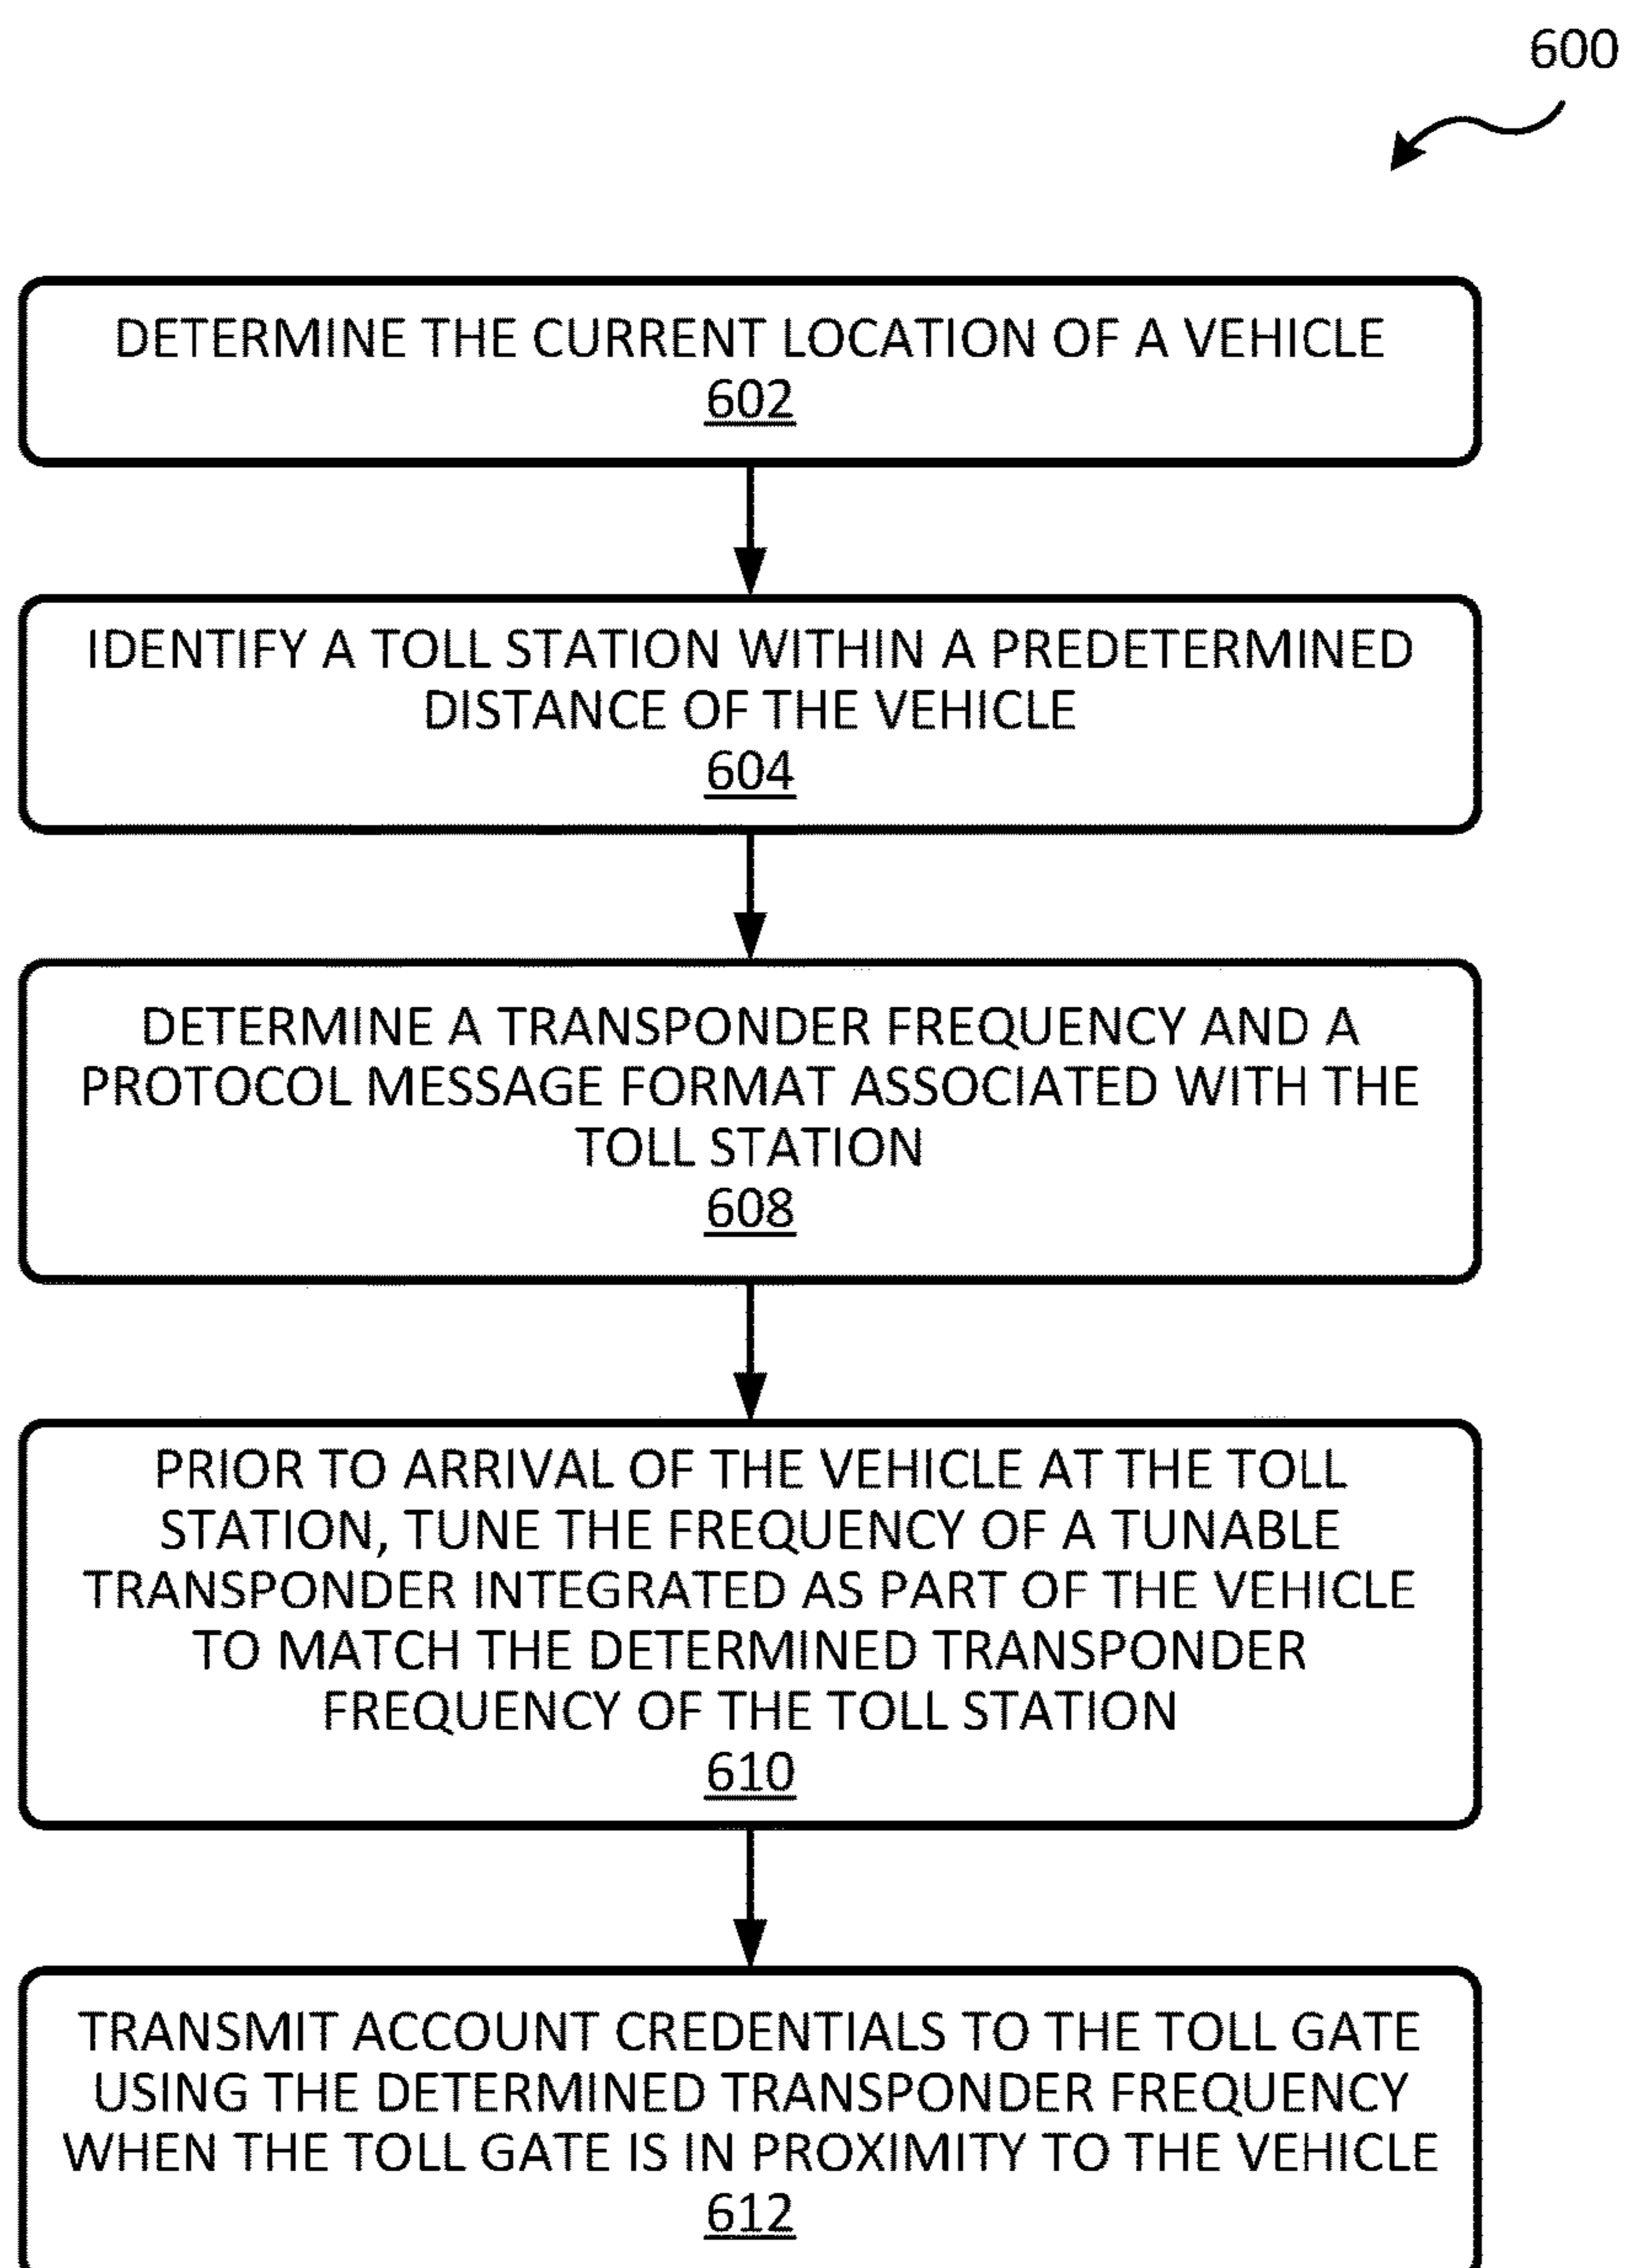 600
DETERMINE THE CURRENT LOCATION OF A VEHICLE
602
IDENTIFY A TOLL STATION WITHIN A PREDETERMINED
DISTANCE OF THE VEHICLE
604
DETERMINE A TRANSPONDER FREQUENCY AND A
PROTOCOL MESSAGE FORMAT ASSOCIATED WITH THE
TOLL STATION
608
PRIOR TO ARRIVAL OF THE VEHICLE AT THE TOLL
STATION, TUNE THE FREQUENCY OF A TUNABLE
TRANSPONDER INTEGRATED AS PART OF THE VEHICLE
TO MATCH THE DETERMINED TRANSPONDER
FREQUENCY OF THE TOLL STATION
610
TRANSMIT ACCOUNT CREDENTIALS TO THE TOLL GATE
USING THE DETERMINED TRANSPONDER FREQUENCY
WHEN THE TOLL GATE IS IN PROXIMITY TO THE VEHICLE
612